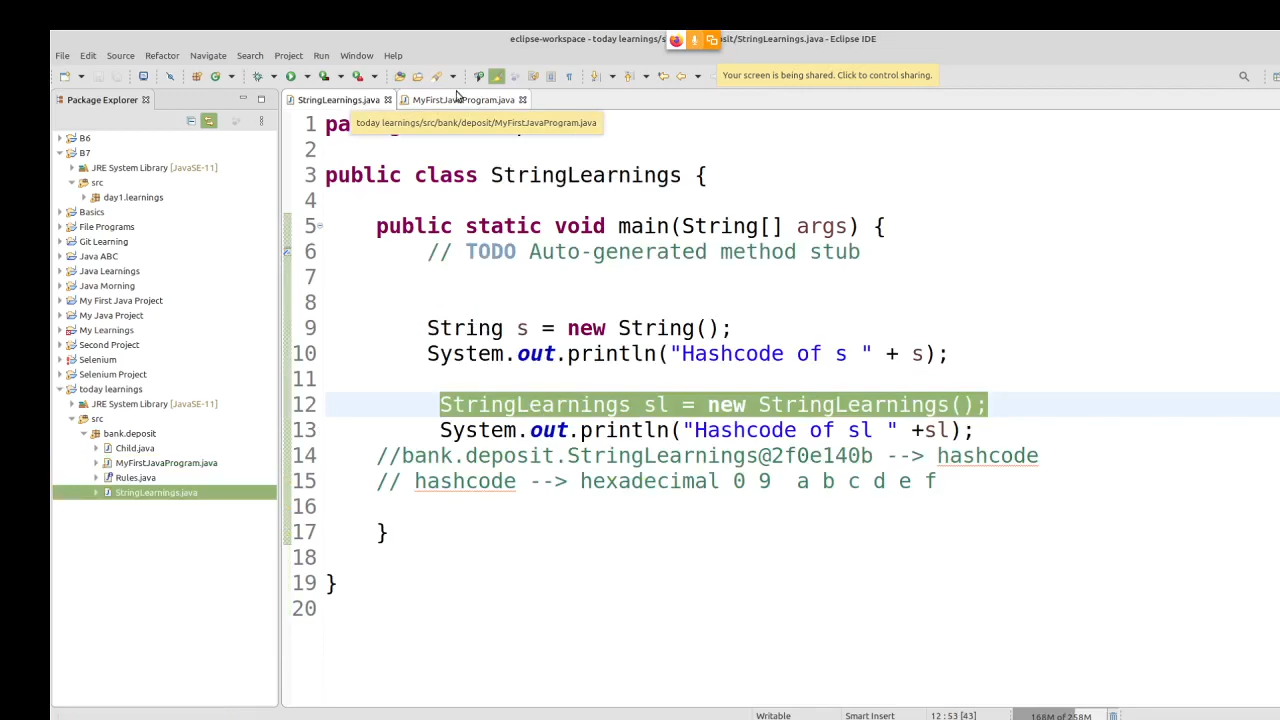 eclipse-workspace - today learnings/s sit/StringLearnings.java - Eclipse IDE
File Edit Source Refactor Navigate Search Project Run Window Help
Your screen is being shared. Click to control sharing.
Package Explorer
StringLearnings.java
MyFirstJavaProgram.java
today learnings/src/bank/deposit/MyFirstJavaProgram.java
B6
B7
JRE System Library [JavaSE-11]
src
day1.learnings
Basics
File Programs
Git Learning
Java ABC
Java Learnings
Java Morning
My First Java Project
My Java Project
My Learnings
Second Project
Selenium
Selenium Project
today learnings
JRE System Library [JavaSE-11]
src
bank.deposit
Child.java
MyFirstJavaProgram.java
Rules.java
StringLearnings.java
1 pa
2
3 public class StringLearnings {
4
5 public static void main(String[] args) {
6 // TODO Auto-generated method stub
7
8
9 String s = new String();
10 System.out.println("Hashcode of s " + s);
11
12 StringLearnings sl = new StringLearnings();
13 System.out.println("Hashcode of sl " +sl);
14 //bank.deposit.StringLearnings@2f0e140b --> hashcode
15 // hashcode --> hexadecimal 0 9 a b c d e f
16
17 }
18
19 }
20
Writable Smart Insert 12 : 53 [43] 168M of 258M